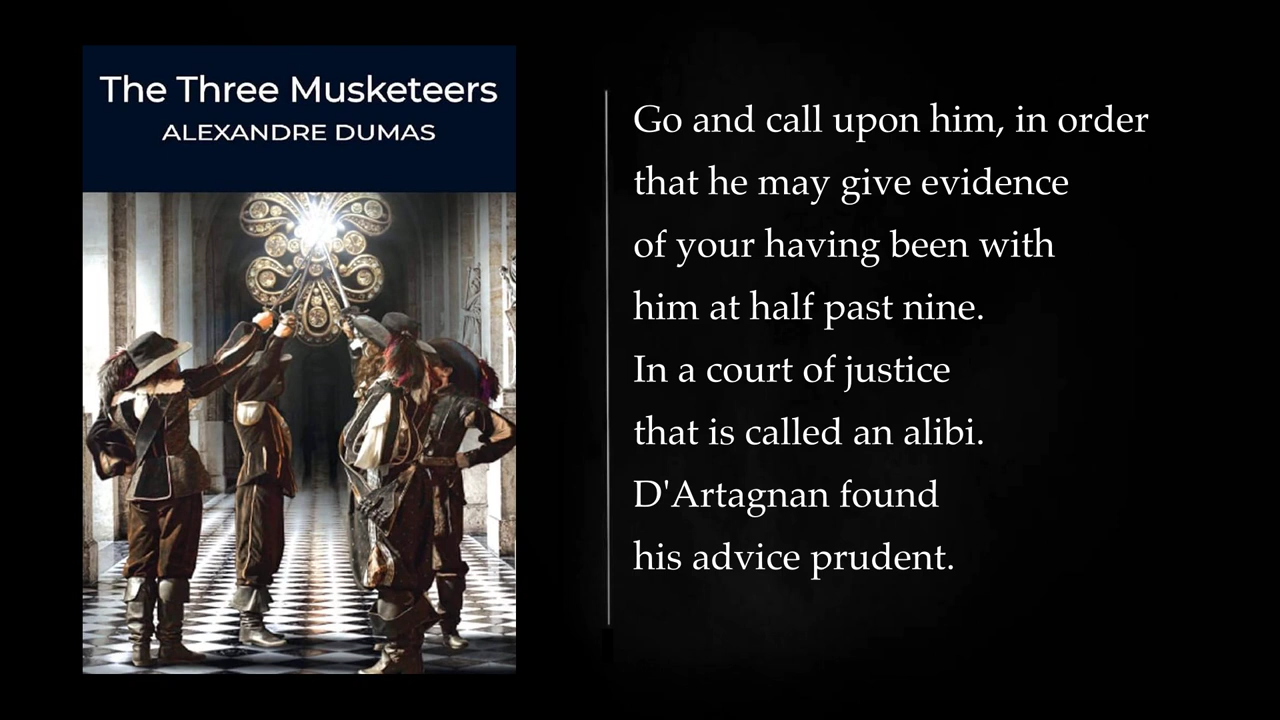 The Three Musketeers
ALEXANDRE DUMAS
Go and call upon him, in order
that he may give evidence
of your having been with
him at half past nine.
In a court of justice
that is called an alibi.
D'Artagnan found
his advice prudent.